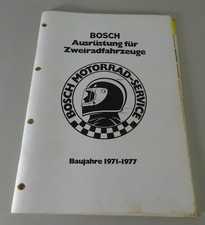 BOSCH
Ausrüstung für
Zweiradfahrzeuge
BOSCH MOTORRAD-SERVICE
Baujahre 1971-1977